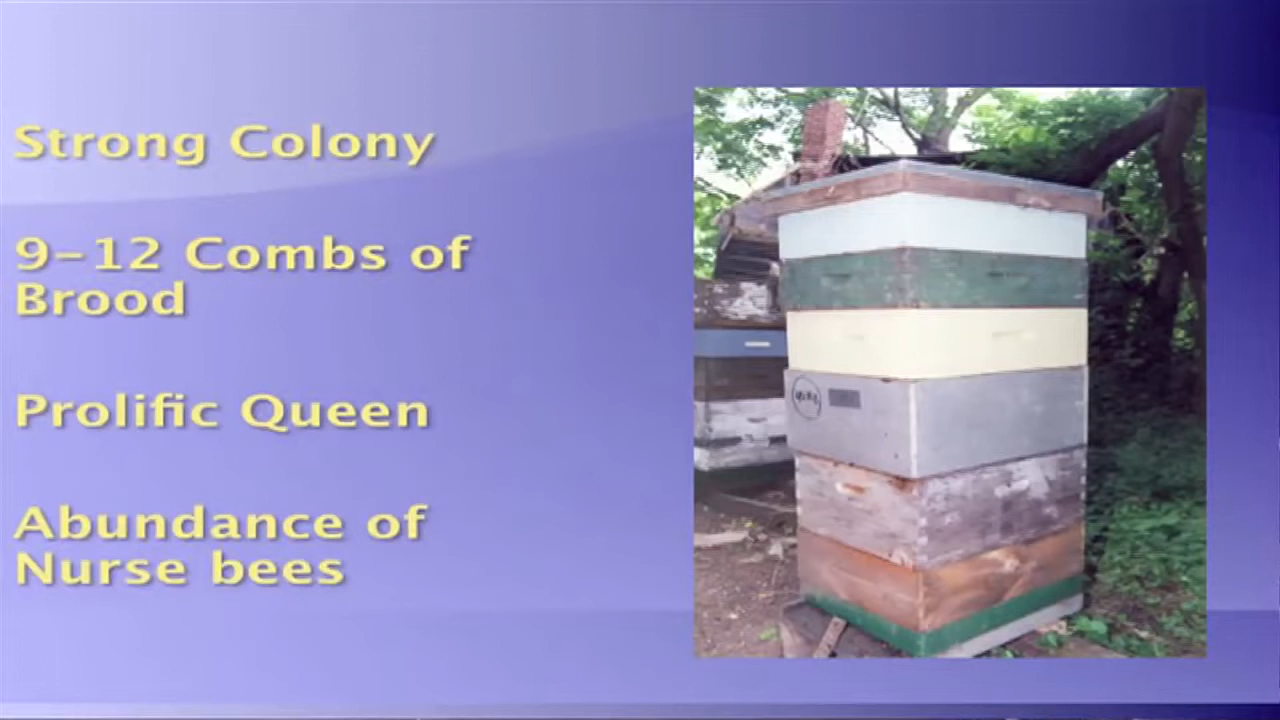 Strong Colony
9-12 Combs of
Brood
Prolific Queen
Abundance of
Nurse bees